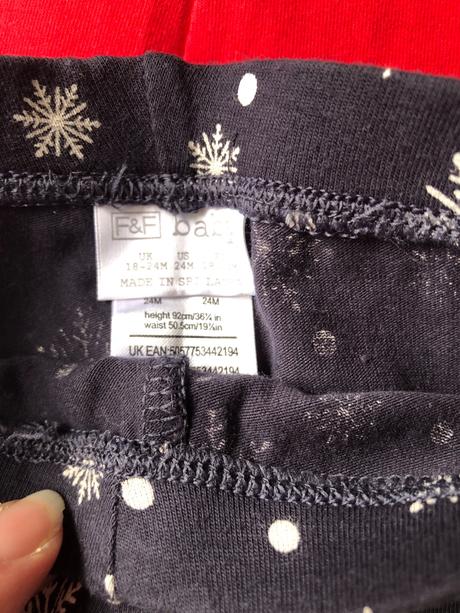 F&F baby
UK US
18-24M 24M
MADE IN SRI LANKA
24M 24M
height 92cm/36¼ in
waist 50.5cm/19⅞in
UK EAN:5057753442194
53442194